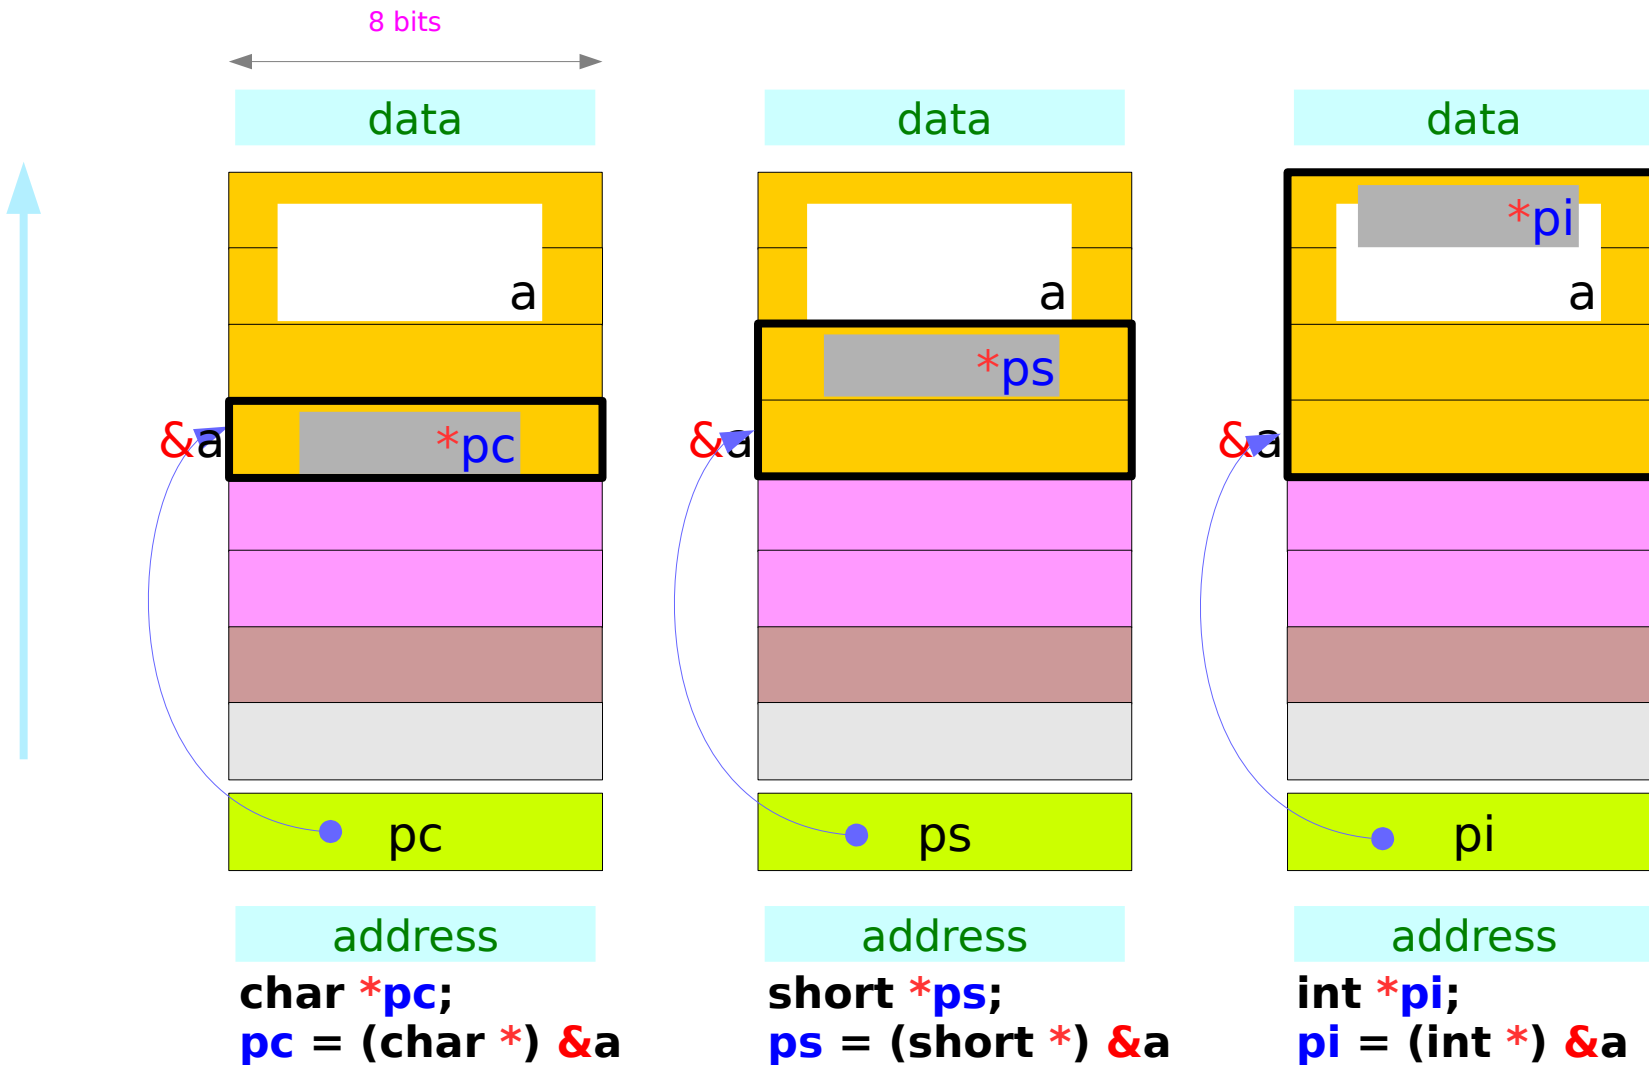 8 bits
data data data
*pi
a a a
*ps
&a *pc &a &a
pc ps pi
address address address
char *pc; short *ps; int *pi;
pc = (char *) &a ps = (short *) &a pi = (int *) &a